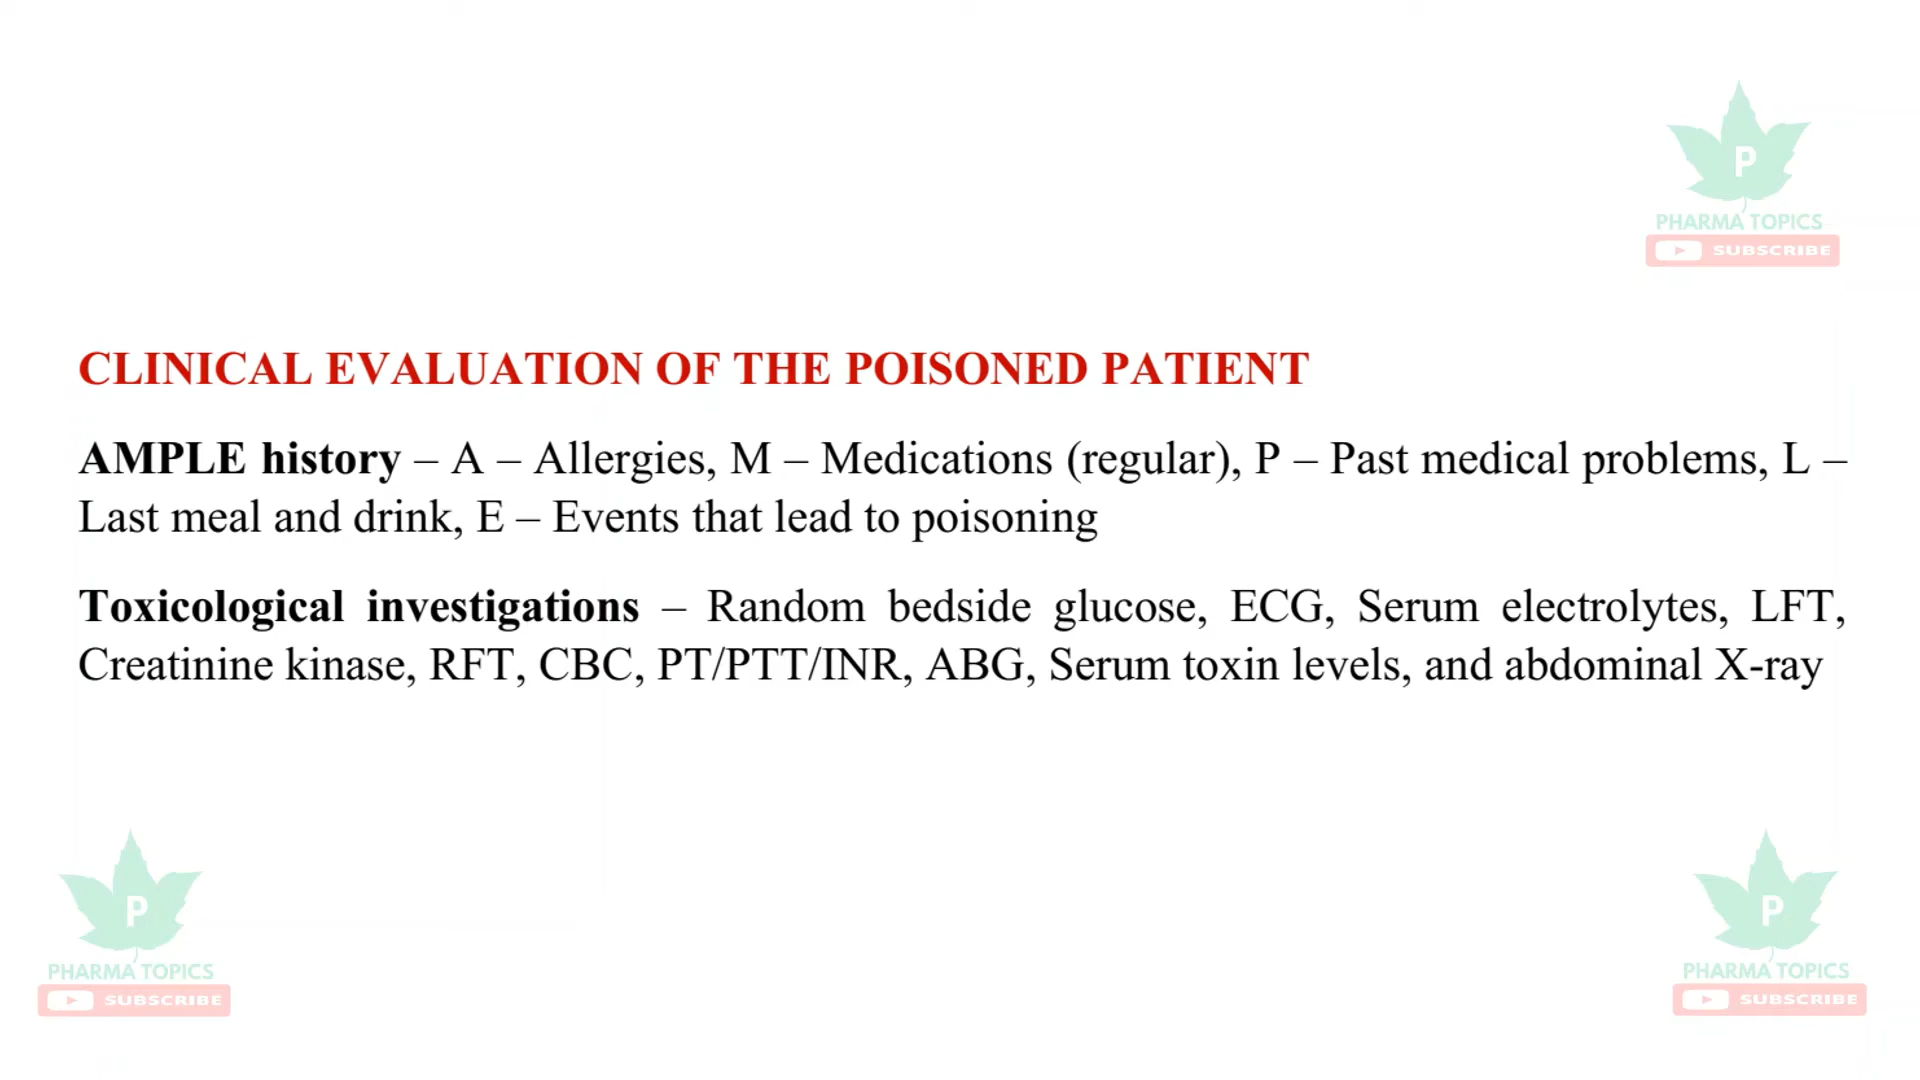 P
PHARMA TOPICS
SUBSCRIBE
CLINICAL EVALUATION OF THE POISONED PATIENT
AMPLE history – A – Allergies, M – Medications (regular), P – Past medical problems, L –
Last meal and drink, E – Events that lead to poisoning
Toxicological investigations – Random bedside glucose, ECG, Serum electrolytes, LFT,
Creatinine kinase, RFT, CBC, PT/PTT/INR, ABG, Serum toxin levels, and abdominal X-ray
P
PHARMA TOPICS
SUBSCRIBE
P
PHARMA TOPICS
SUBSCRIBE